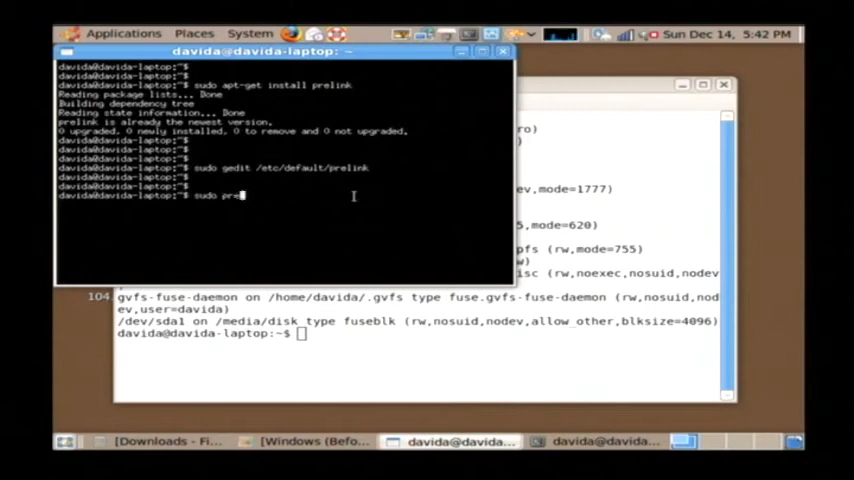 Applications Places System
Sun Dec 14, 5:42 PM
davida@davida-laptop: ~
davida@davida-laptop:~$
davida@davida-laptop:~$
davida@davida-laptop:~$ sudo apt-get install prelink
Reading package lists... Done
Building dependency tree
Reading state information... Done
prelink is already the newest version.
0 upgraded, 0 newly installed, 0 to remove and 0 not upgraded.
davida@davida-laptop:~$
davida@davida-laptop:~$
davida@davida-laptop:~$
davida@davida-laptop:~$ sudo gedit /etc/default/prelink
davida@davida-laptop:~$
davida@davida-laptop:~$
davida@davida-laptop:~$ sudo pre
ro)
)
ev, mode=1777)
5, mode=620)
pfs (rw,mode=755)
w)
isc (rw,noexec,nosuid,nodev
104.
gvfs-fuse-daemon on /home/davida/.gvfs type fuse.gvfs-fuse-daemon (rw,nosuid,nod
ev,user=davida)
/dev/sda1 on /media/disk type fuseblk (rw,nosuid,nodev,allow_other,blksize=4096)
davida@davida-laptop:~$
[Downloads - Fi...
[Windows (Befo...
davida@davida...
davida@davida...